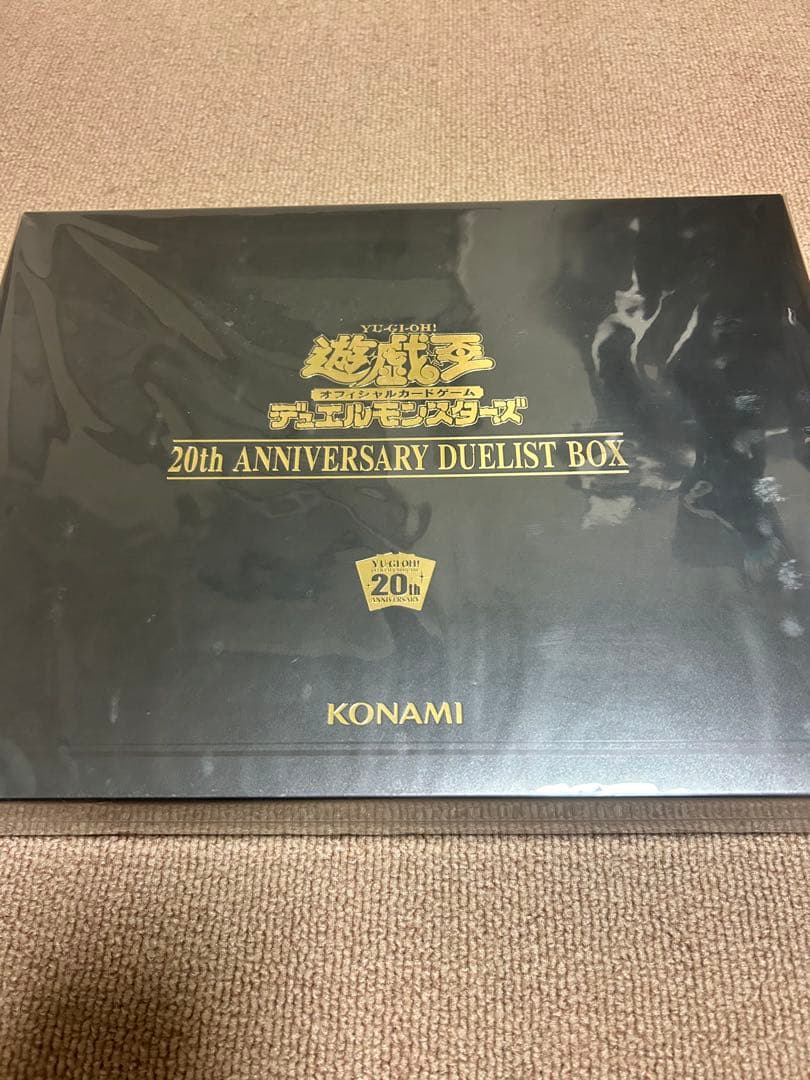 YU-GI-OH!
遊戯王
オフィシャルカードゲーム
デュエルモンスターズ
20th ANNIVERSARY DUELIST BOX
YU-GI-OH!
20th
ANNIVERSARY
KONAMI